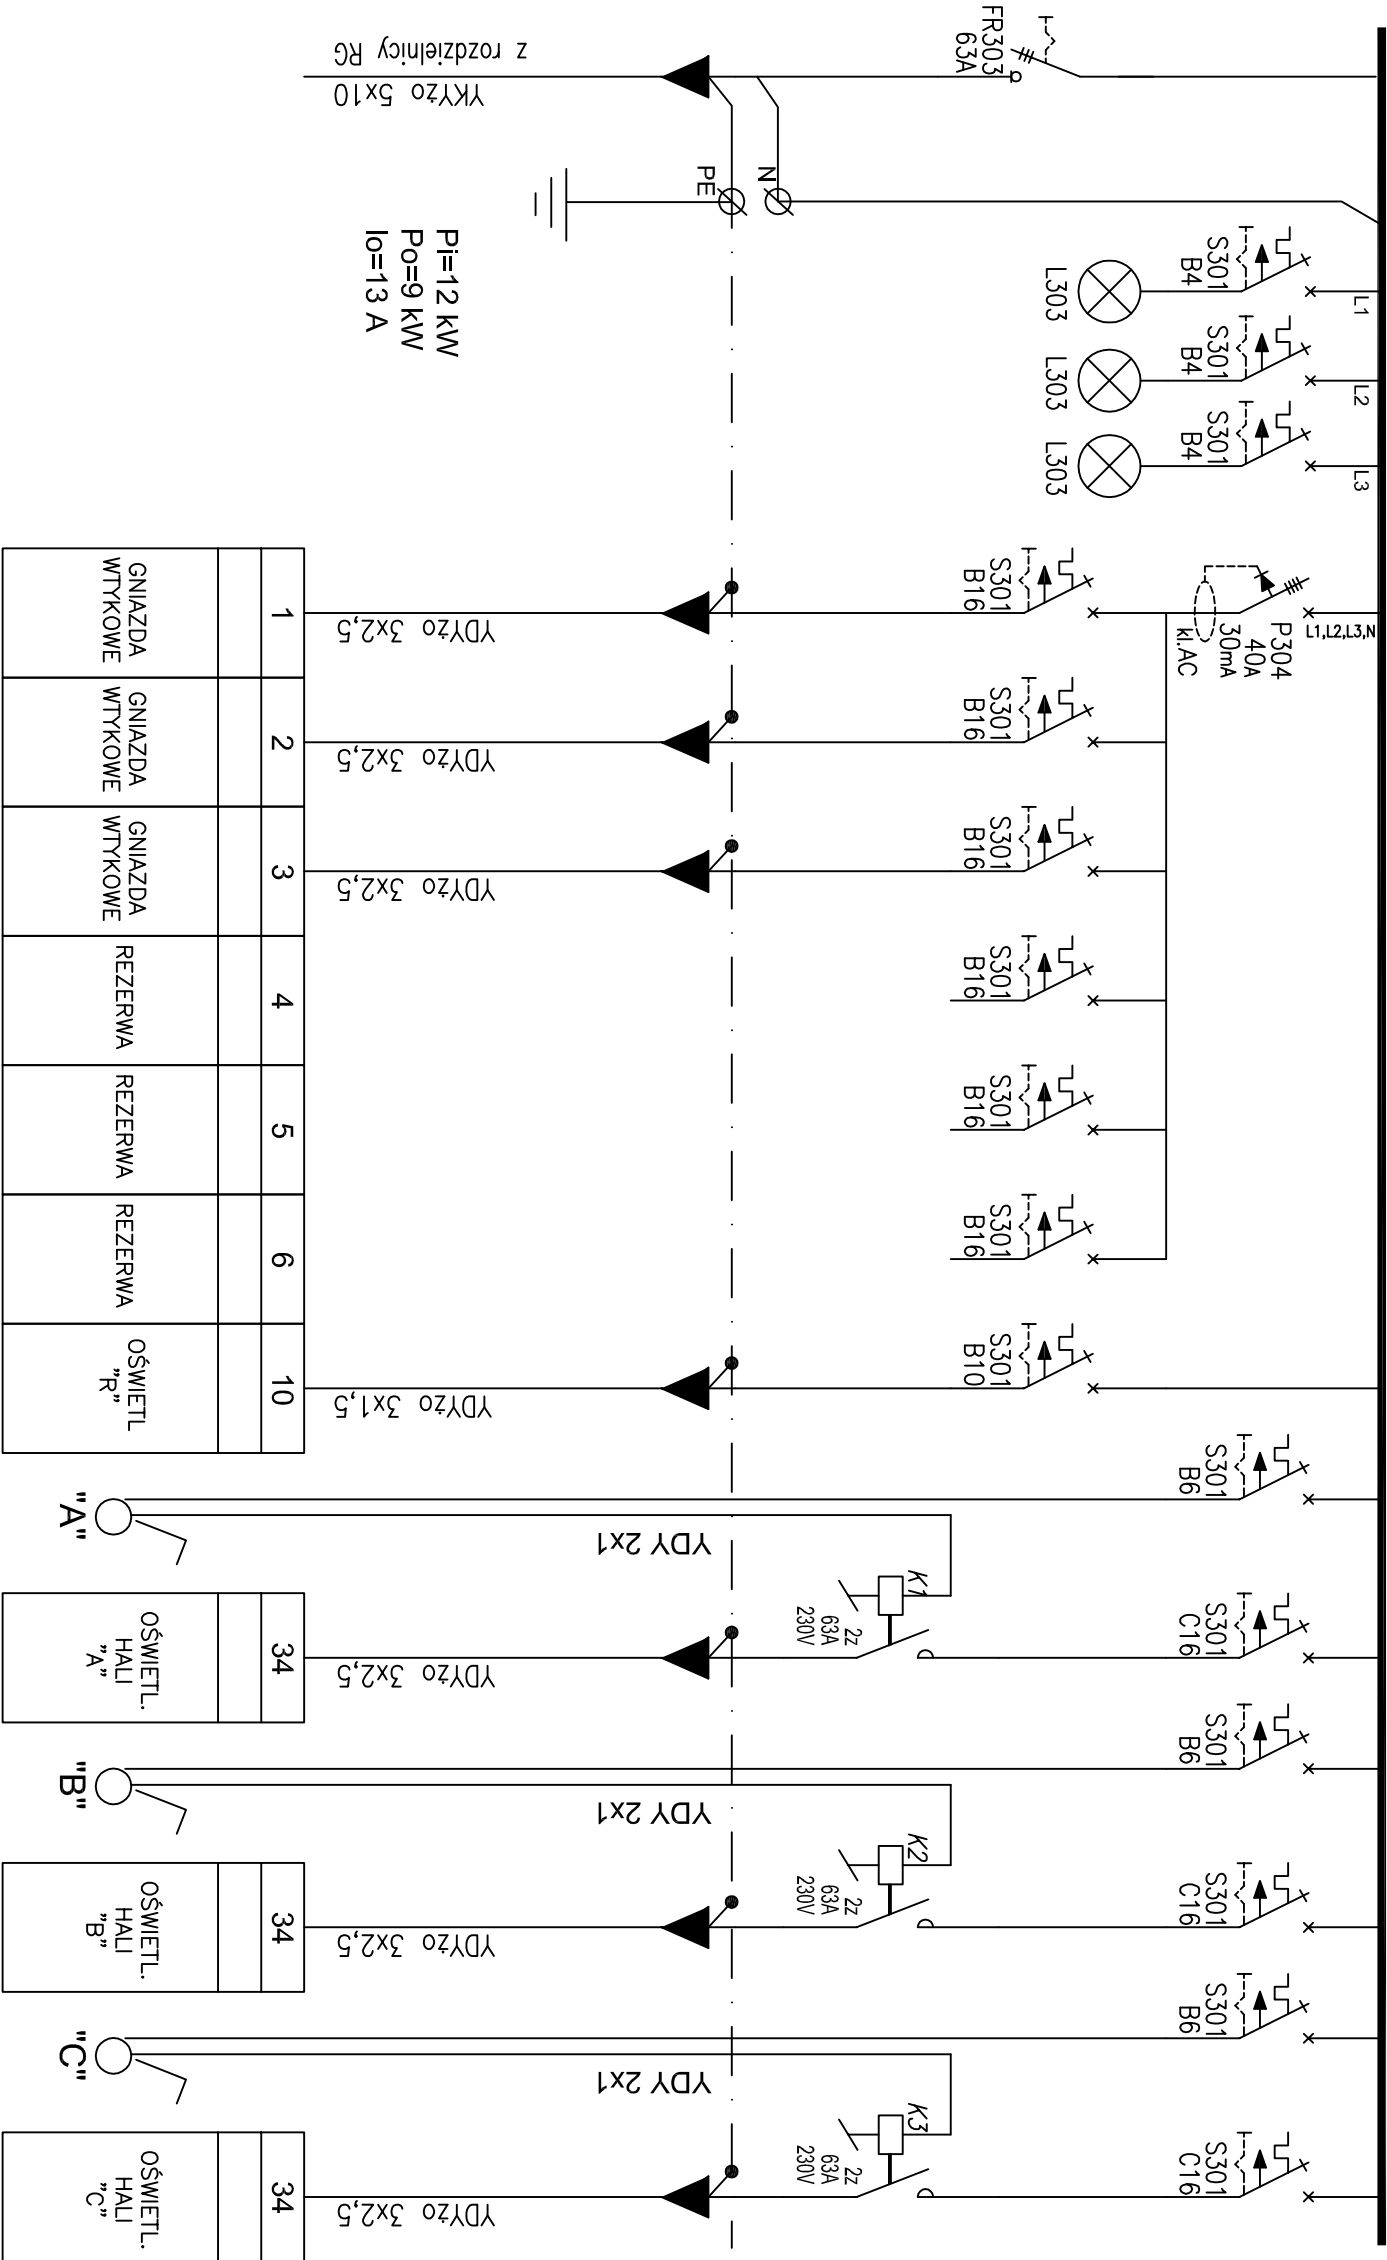 FR303
63A
z rozdzielnicy RG
YKYżo 5x10
N
PE
Pi=12 kW
Po=9 kW
Io=13 A
L1
S301
B4
L303
L2
S301
B4
L303
L3
S301
B4
L303
L1,L2,L3,N
P304
40A
30mA
kl.AC
S301
B16
YDYżo 3x2,5
1
GNIAZDA
WTYKOWE
S301
B16
YDYżo 3x2,5
2
GNIAZDA
WTYKOWE
S301
B16
YDYżo 3x2,5
3
GNIAZDA
WTYKOWE
S301
B16
4
REZERWA
S301
B16
5
REZERWA
S301
B16
6
REZERWA
S301
B10
YDYżo 3x1,5
10
OŚWIETL
"R"
S301
B6
YDY 2x1
"A"
S301
C16
K1
2z
63A
230V
YDYżo 3x2,5
34
OŚWIETL.
HALI
"A"
S301
B6
YDY 2x1
"B"
S301
C16
K2
2z
63A
230V
YDYżo 3x2,5
34
OŚWIETL.
HALI
"B"
S301
B6
YDY 2x1
"C"
S301
C16
K3
2z
63A
230V
YDYżo 3x2,5
34
OŚWIETL.
HALI
"C"